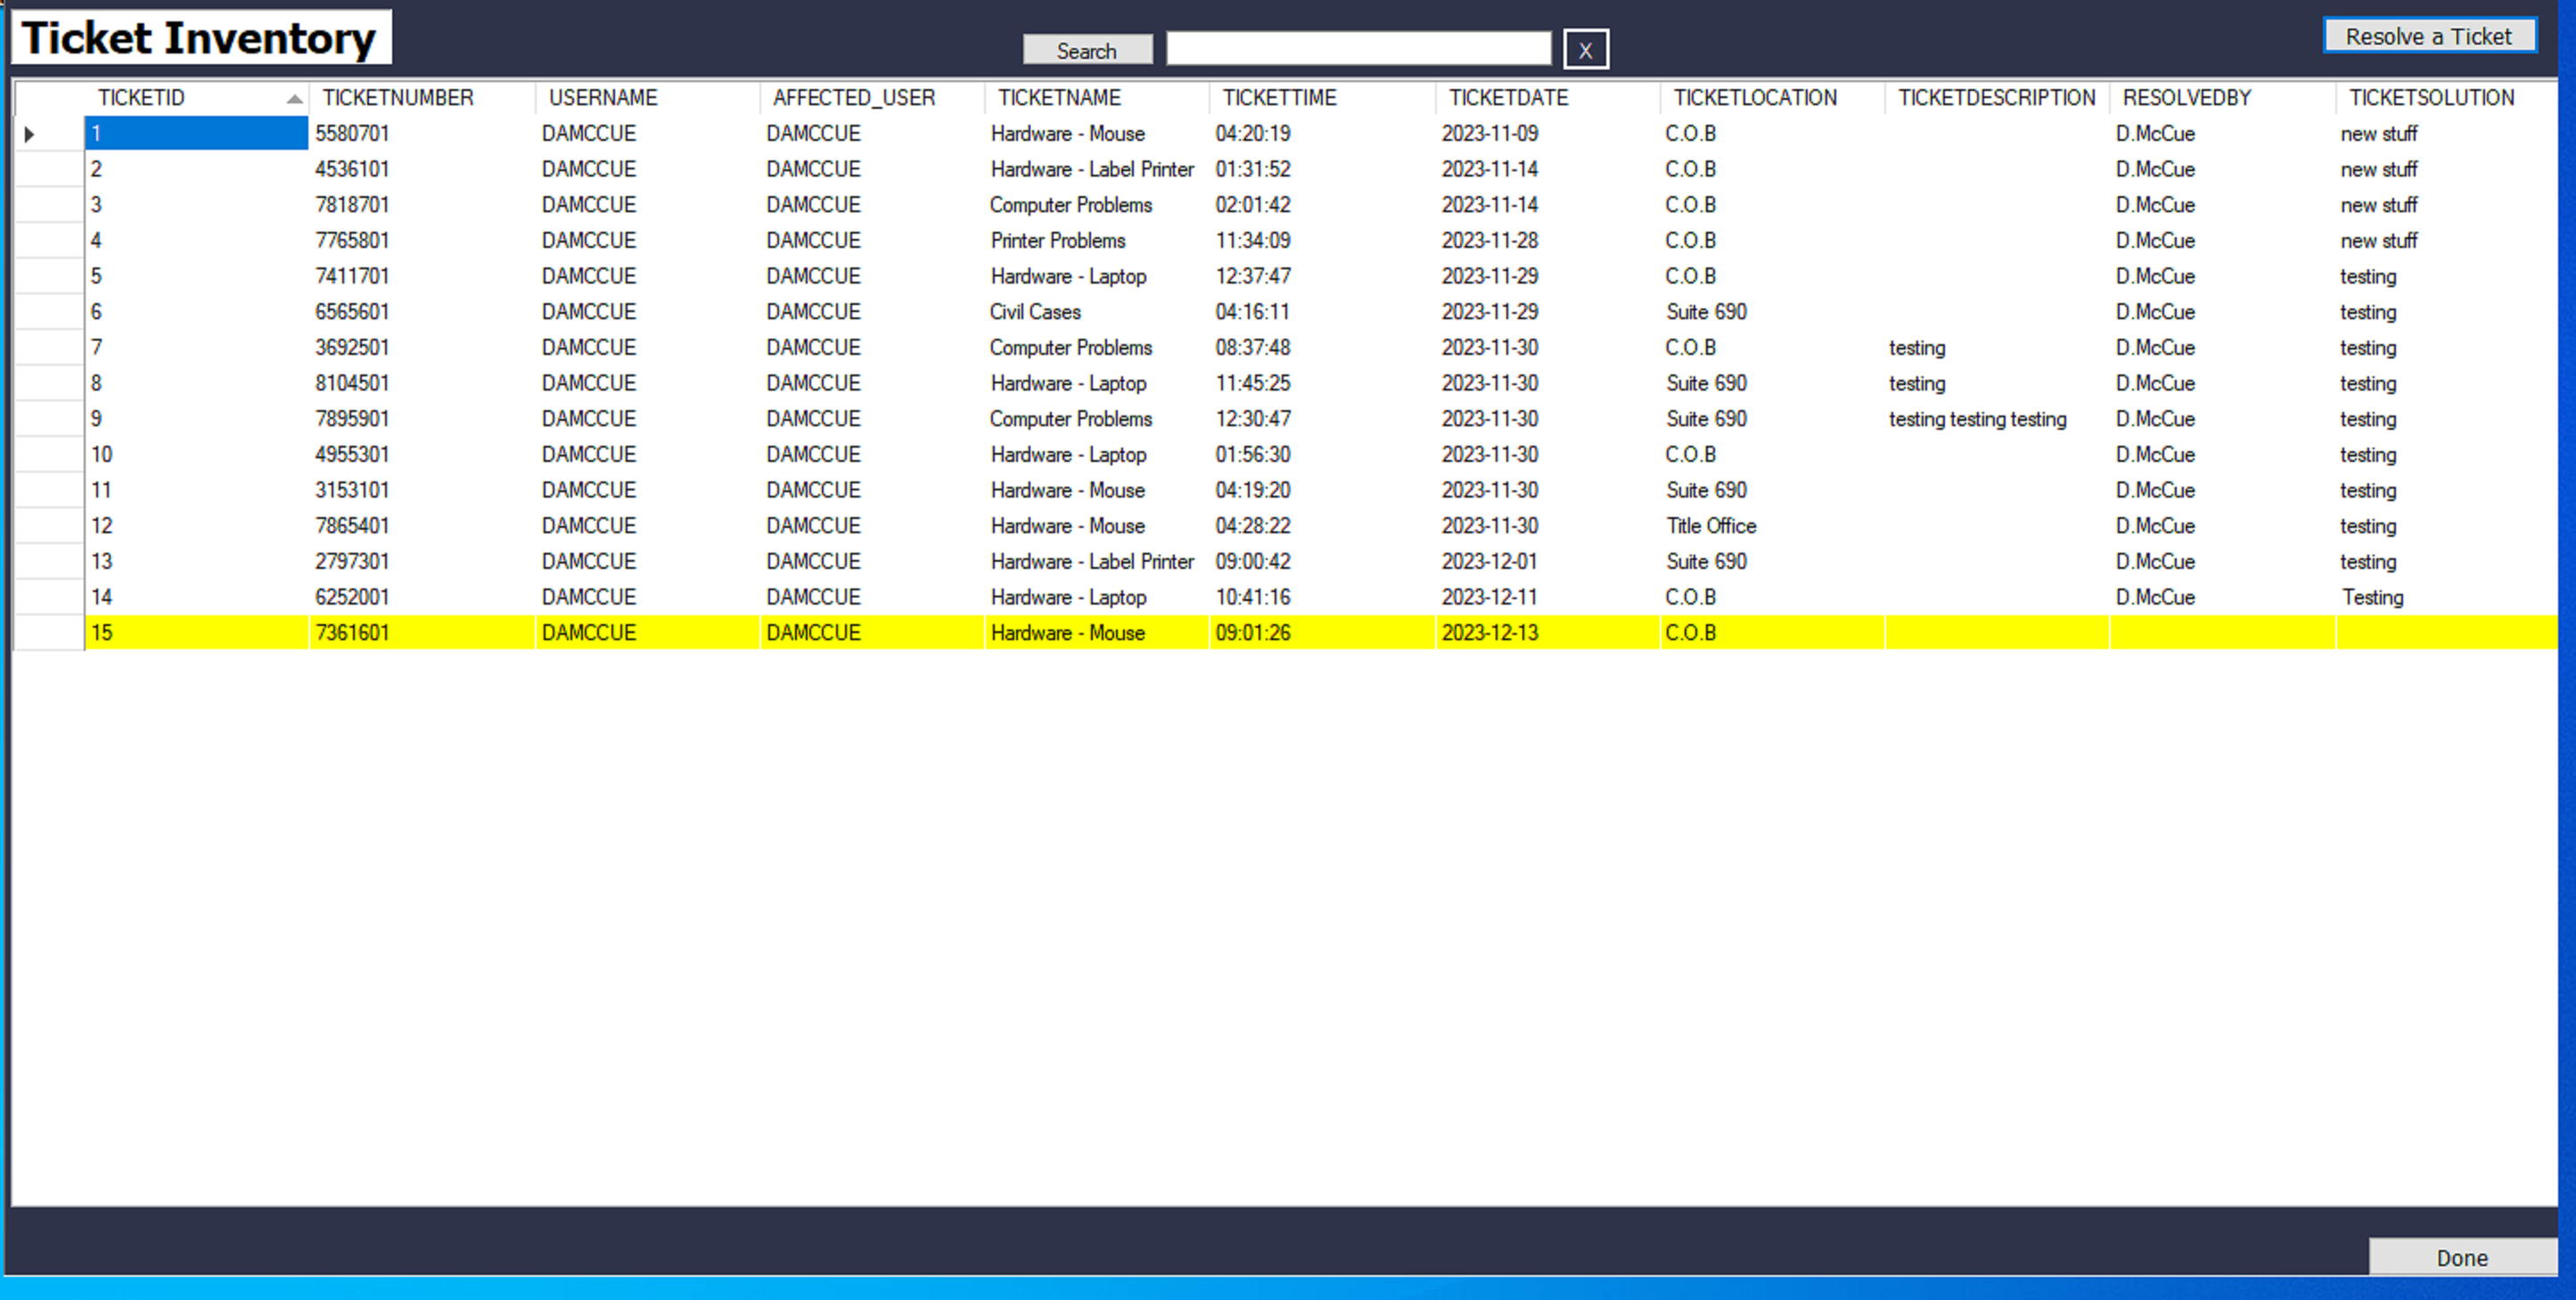 Ticket Inventory
Search X
Resolve a Ticket
TICKETID TICKETNUMBER USERNAME AFFECTED_USER TICKETNAME TICKETTIME TICKETDATE TICKETLOCATION TICKETDESCRIPTION RESOLVEDBY TICKETSOLUTION
1 5580701 DAMCCUE DAMCCUE Hardware - Mouse 04:20:19 2023-11-09 C.O.B D.McCue new stuff
2 4536101 DAMCCUE DAMCCUE Hardware - Label Printer 01:31:52 2023-11-14 C.O.B D.McCue new stuff
3 7818701 DAMCCUE DAMCCUE Computer Problems 02:01:42 2023-11-14 C.O.B D.McCue new stuff
4 7765801 DAMCCUE DAMCCUE Printer Problems 11:34:09 2023-11-28 C.O.B D.McCue new stuff
5 7411701 DAMCCUE DAMCCUE Hardware - Laptop 12:37:47 2023-11-29 C.O.B D.McCue testing
6 6565601 DAMCCUE DAMCCUE Civil Cases 04:16:11 2023-11-29 Suite 690 D.McCue testing
7 3692501 DAMCCUE DAMCCUE Computer Problems 08:37:48 2023-11-30 C.O.B testing D.McCue testing
8 8104501 DAMCCUE DAMCCUE Hardware - Laptop 11:45:25 2023-11-30 Suite 690 testing D.McCue testing
9 7895901 DAMCCUE DAMCCUE Computer Problems 12:30:47 2023-11-30 Suite 690 testing testing testing D.McCue testing
10 4955301 DAMCCUE DAMCCUE Hardware - Laptop 01:56:30 2023-11-30 C.O.B D.McCue testing
11 3153101 DAMCCUE DAMCCUE Hardware - Mouse 04:19:20 2023-11-30 Suite 690 D.McCue testing
12 7865401 DAMCCUE DAMCCUE Hardware - Mouse 04:28:22 2023-11-30 Title Office D.McCue testing
13 2797301 DAMCCUE DAMCCUE Hardware - Label Printer 09:00:42 2023-12-01 Suite 690 D.McCue testing
14 6252001 DAMCCUE DAMCCUE Hardware - Laptop 10:41:16 2023-12-11 C.O.B D.McCue Testing
15 7361601 DAMCCUE DAMCCUE Hardware - Mouse 09:01:26 2023-12-13 C.O.B
Done